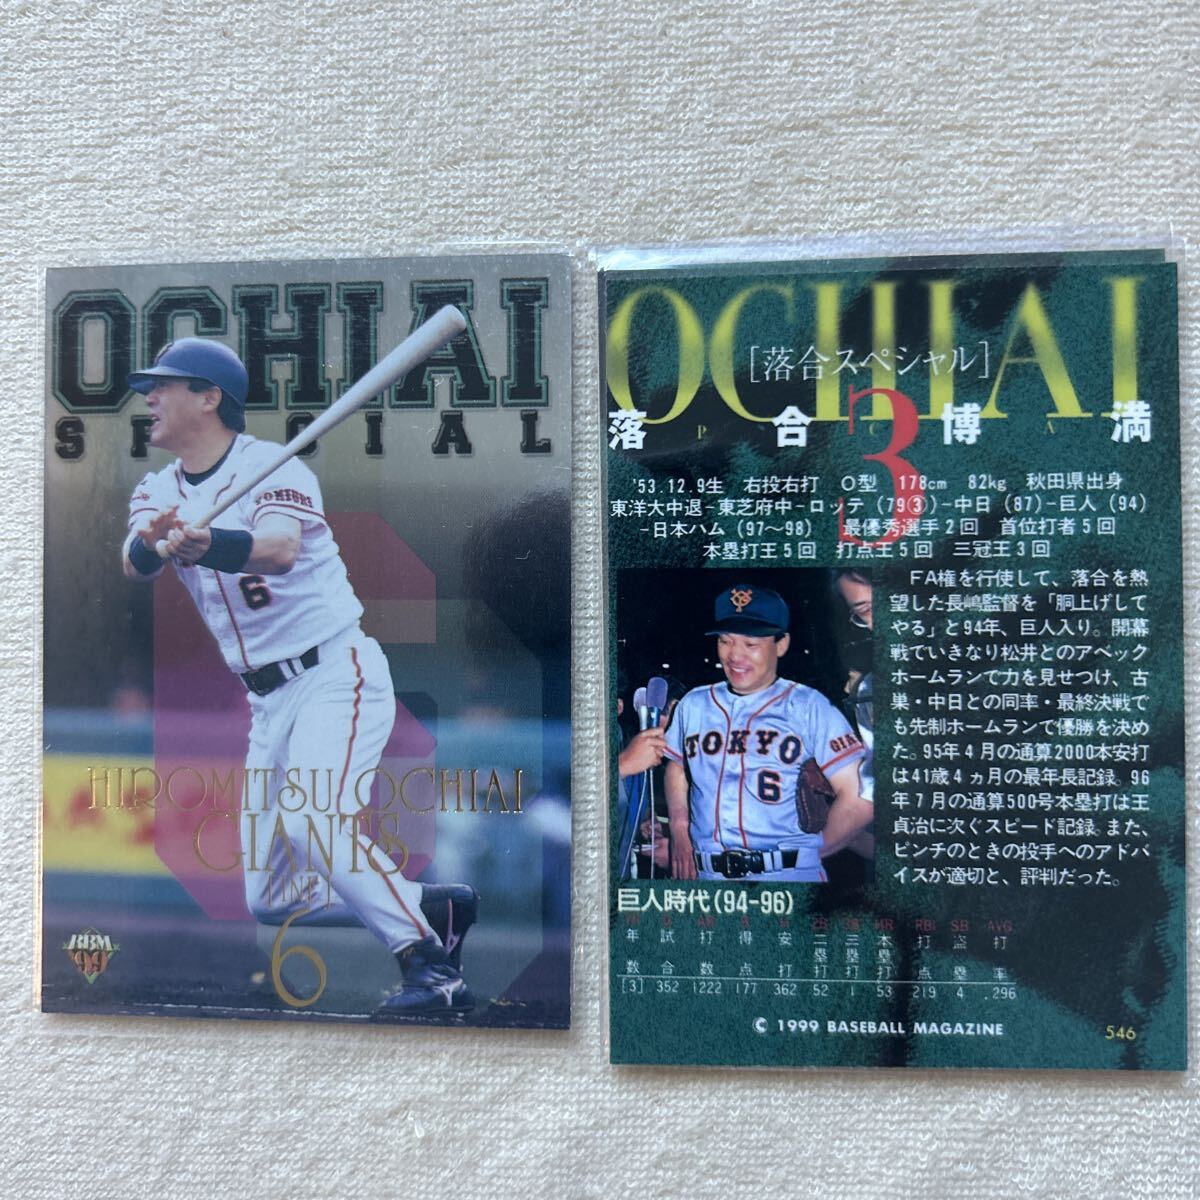 OCHIAI
SPECIAL
YOMIURI
6
HIROMITSU OCHIAI
GIANTS
[INF]
6
BBM
'99
OCHIAI
[落合スペシャル]
3
落合博満
'53.12.9生 右投右打 O型 178cm 82kg 秋田県出身
東洋大中退-東芝府中-ロッテ(79③)-中日(87)-巨人(94)
-日本ハム(97〜98) 最優秀選手2回 首位打者5回
本塁打王5回 打点王5回 三冠王3回
FA権を行使して、落合を熱
望した長嶋監督を「胴上げして
やる」と94年、巨人入り。開幕
戦でいきなり松井とのアベック
ホームランで力を見せつけ、古
巣・中日との同率・最終決戦で
も先制ホームランで優勝を決め
た。95年4月の通算2000本安打
は41歳4ヵ月の最年長記録。96
年7月の通算500号本塁打は王
貞治に次ぐスピード記録。また、
ピンチのときの投手へのアドバ
イスが適切と、評判だった。
TOKYO
GIA
6
巨人時代(94-96)
YR G AB R H 2B 3B HR RBI SB AVG
年数 試合 打数 得点 安打 二塁打 三塁打 本塁打 打点 盗塁 打率
[3] 352 1222 177 362 52 1 53 219 4 .296
© 1999 BASEBALL MAGAZINE
546